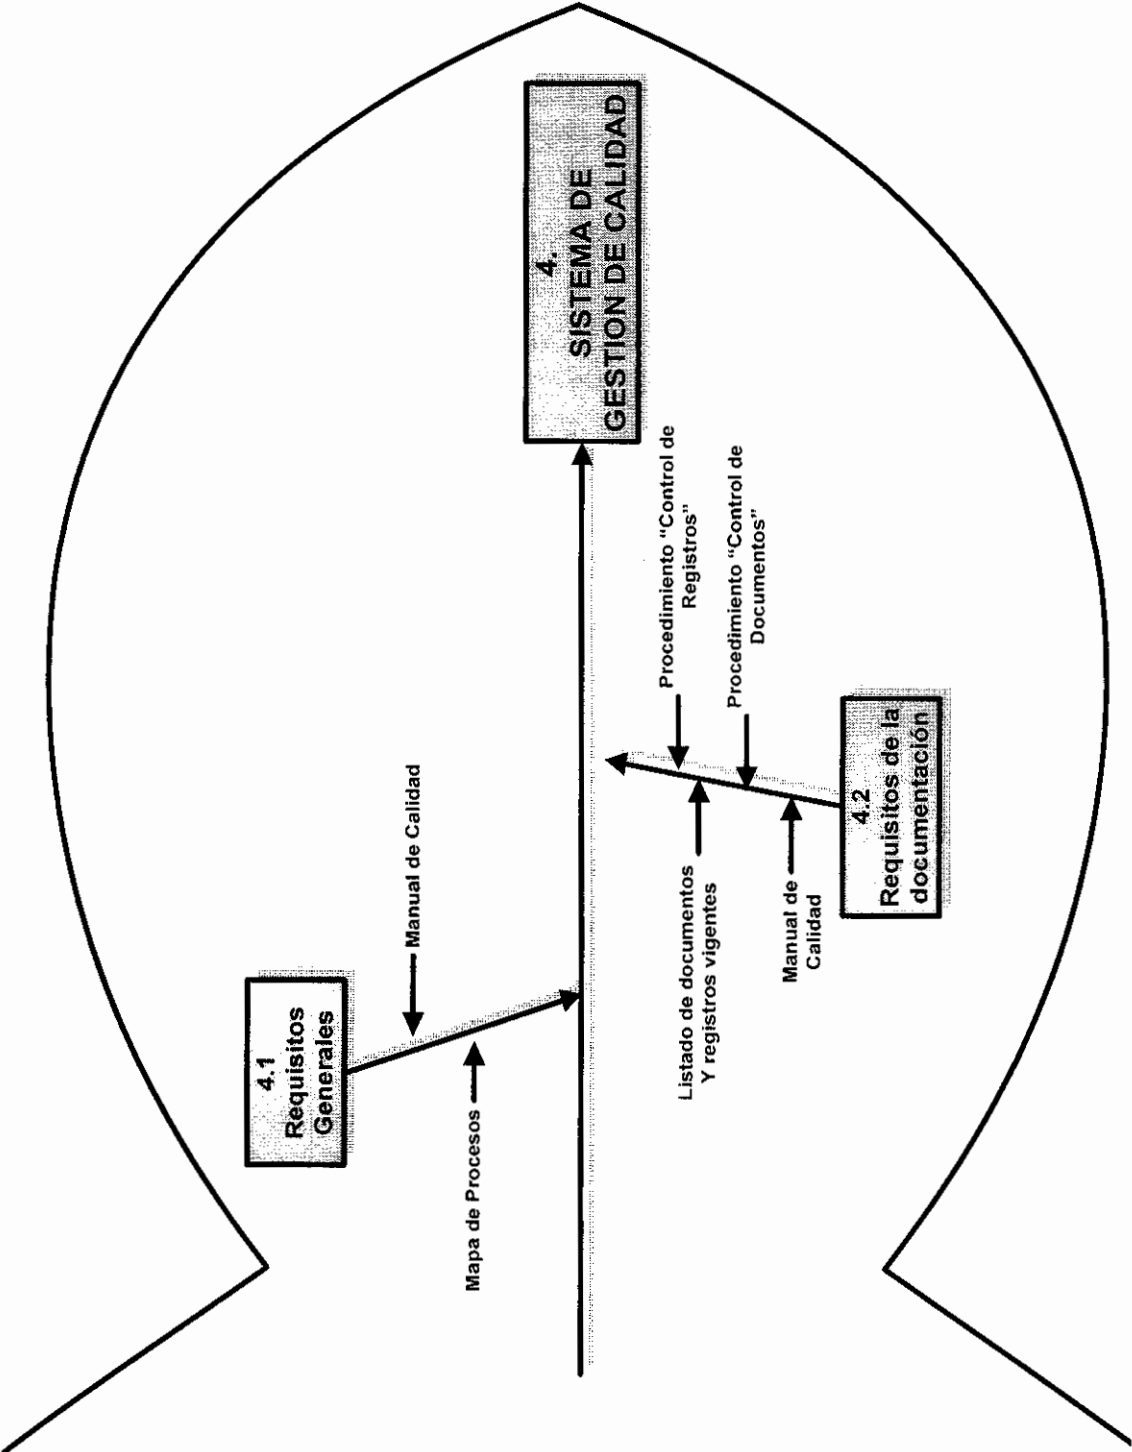 4.
SISTEMA DE
GESTION DE CALIDAD
4.1
Requisitos
Generales
Manual de Calidad
Mapa de Procesos
Procedimiento “Control de
Registros”
Procedimiento “Control de
Documentos”
Listado de documentos
Y registros vigentes
Manual de
Calidad
4.2
Requisitos de la
documentación